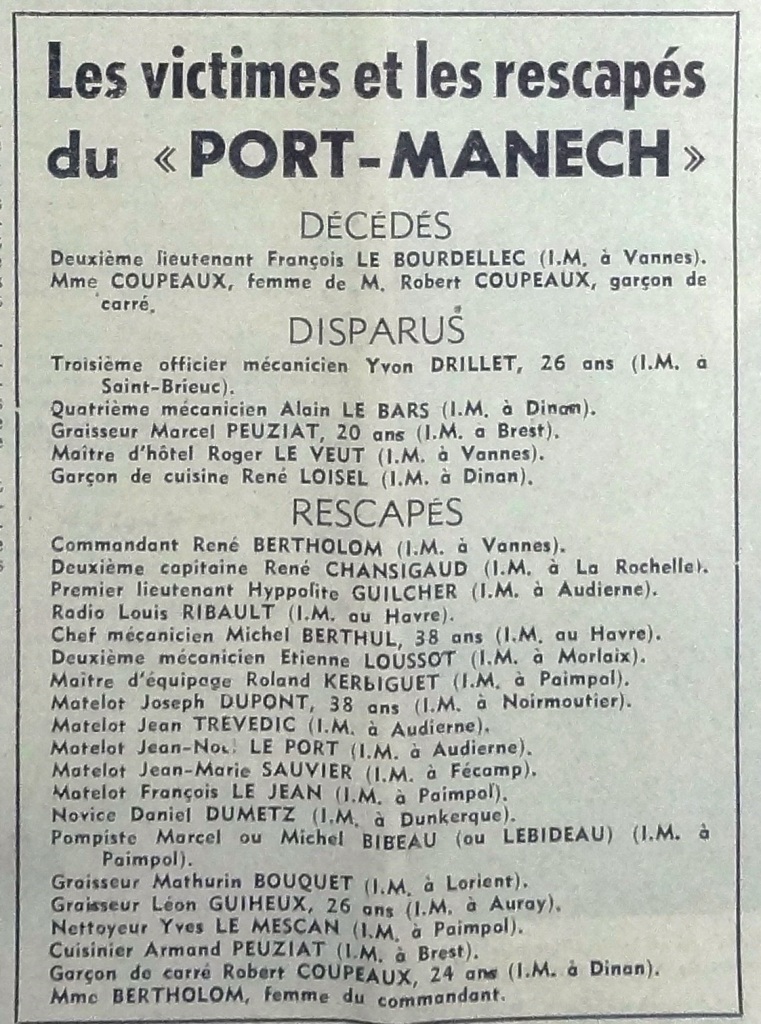 Les victimes et les rescapés
du « PORT-MANECH »
DÉCÉDÉS
Deuxième lieutenant François LE BOURDELLEC (I.M. à Vannes).
Mme COUPEAUX, femme de M. Robert COUPEAUX, garçon de
carré.
DISPARUS
Troisième officier mécanicien Yvon DRILLET, 26 ans (I.M. à
Saint-Brieuc).
Quatrième mécanicien Alain LE BARS (I.M. à Dinan).
Graisseur Marcel PEUZIAT, 20 ans (I.M. a Brest).
Maître d'hôtel Roger LE VEUT (I.M. à Vannes).
Garçon de cuisine René LOISEL (I.M. à Dinan).
RESCAPÉS
Commandant René BERTHOLOM (I.M. à Vannes).
Deuxième capitaine René CHANSIGAUD (I.M. à La Rochelle).
Premier lieutenant Hyppolite GUILCHER (I.M. à Audierne).
Radio Louis RIBAULT (I.M. au Havre).
Chef mécanicien Michel BERTHUL, 38 ans (I.M. au Havre).
Deuxième mécanicien Etienne LOUSSOT (I.M. à Morlaix).
Maître d'équipage Roland KERbIGUET (I.M. à Paimpol).
Matelot Joseph DUPONT, 38 ans (I.M. à Noirmoutier).
Matelot Jean TREVEDIC (I.M. à Audierne).
Matelot LE PORT (I.M. à Audierne).
Matelot Jean-Marie SAUVIER (I.M. à Fécamp).
Matelot François LE JEAN (I.M. à Paimpol).
Novice Daniel DUMETZ (I.M. à Dunkerque).
Pompiste Marcel ou Michel BIBEAU (ou LEBIDEAU) (I.M. à
Paimpol).
Graisseur Mathurin BOUQUET (I.M. à Lorient).
Graisseur Léon GUIHEUX, 26 ans (I.M. à Auray).
Nettoyeur Yves LE MESCAN (I.M. à Paimpol).
Cuisinier Armand PEUZIAT (I.M. à Brest).
Garçon de carré Robert COUPEAUX, 24 ans (I.M. à Dinan).
Mme BERTHOLOM, femme du commandant.